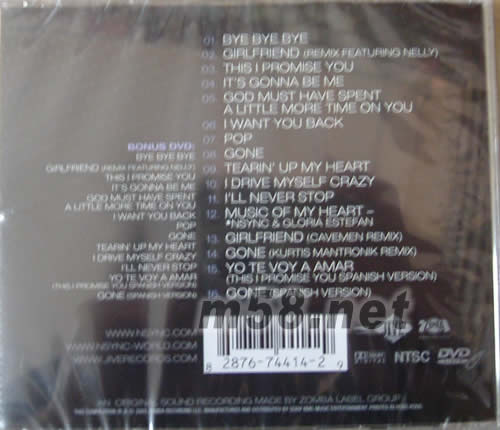 01. BYE BYE BYE
02. GIRLFRIEND (REMIX FEATURING NELLY)
03. THIS I PROMISE YOU
04. IT'S GONNA BE ME
05. GOD MUST HAVE SPENT
A LITTLE MORE TIME ON YOU
06. I WANT YOU BACK
07. POP
08. GONE
09. TEARIN' UP MY HEART
10. I DRIVE MYSELF CRAZY
11. I'LL NEVER STOP
12. MUSIC OF MY HEART –
*NSYNC & GLORIA ESTEFAN
13. GIRLFRIEND (CAVEMEN REMIX)
14. GONE (KURTIS MANTRONIK REMIX)
15. YO TE VOY A AMAR
(THIS I PROMISE YOU SPANISH VERSION)
16. GONE (SPANISH VERSION)
BONUS DVD:
BYE BYE BYE
GIRLFRIEND (REMIX FEATURING NELLY)
THIS I PROMISE YOU
IT'S GONNA BE ME
GOD MUST HAVE SPENT
A LITTLE MORE TIME ON YOU
I WANT YOU BACK
POP
GONE
TEARIN' UP MY HEART
I DRIVE MYSELF CRAZY
I'LL NEVER STOP
YO TE VOY A AMAR
(THIS I PROMISE YOU SPANISH VERSION)
GONE (SPANISH VERSION)
m58.net
WWW.NSYNC.COM
WWW.NSYNC-WORLD.COM
WWW.JIVERECORDS.COM
8 2876-74414-2 9
JIVE
NTSC
DVD
AN ORIGINAL SOUND RECORDING MADE BY ZOMBA LABEL GROUP